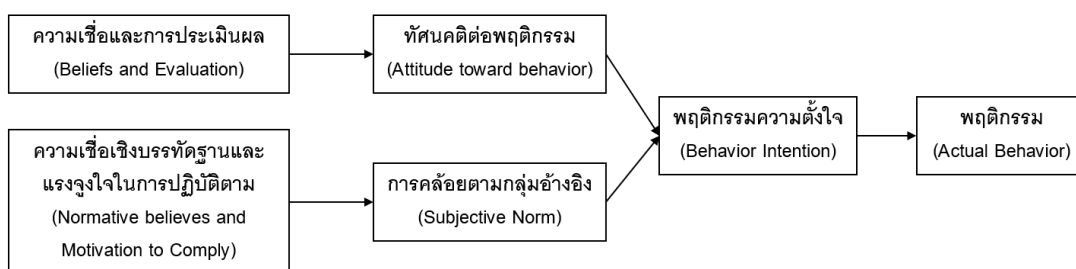 ความเชื่อและการประเมินผล
(Beliefs and Evaluation)
ทัศนคติต่อพฤติกรรม
(Attitude toward behavior)
ความเชื่อเชิงบรรทัดฐานและ
แรงจูงใจในการปฏิบัติตาม
(Normative believes and
Motivation to Comply)
การคล้อยตามกลุ่มอ้างอิง
(Subjective Norm)
พฤติกรรมความตั้งใจ
(Behavior Intention)
พฤติกรรม
(Actual Behavior)